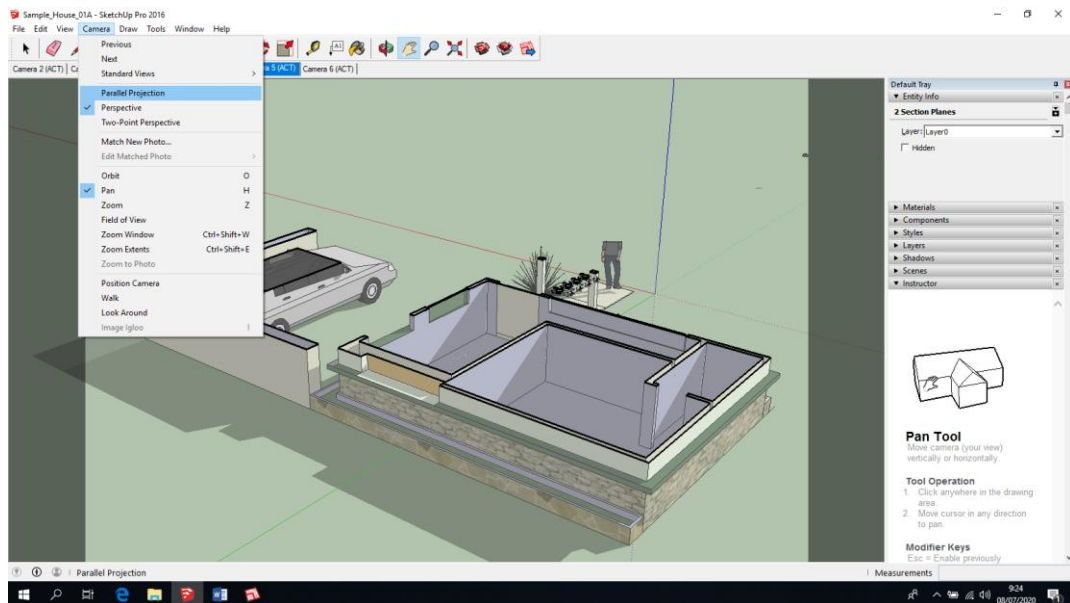 Sample_House_01A - SketchUp Pro 2016
File Edit View Camera Draw Tools Window Help
Camera 2 (ACT) Ca a 5 (ACT) Camera 6 (ACT)
Previous
Next
Standard Views
Parallel Projection
Perspective
Two-Point Perspective
Match New Photo...
Edit Matched Photo
Orbit O
Pan H
Zoom Z
Field of View
Zoom Window Ctrl+Shift+W
Zoom Extents Ctrl+Shift+E
Zoom to Photo
Position Camera
Walk
Look Around
Image Igloo I
Default Tray
Entity Info
2 Section Planes
Layer: Layer0
Hidden
Materials
Components
Styles
Layers
Shadows
Scenes
Instructor
Pan Tool
Move camera (your view)
vertically or horizontally.
Tool Operation
1. Click anywhere in the drawing
area.
2. Move cursor in any direction
to pan.
Modifier Keys
Esc = Enable previously
Parallel Projection
Measurements
9:24
08/07/2020